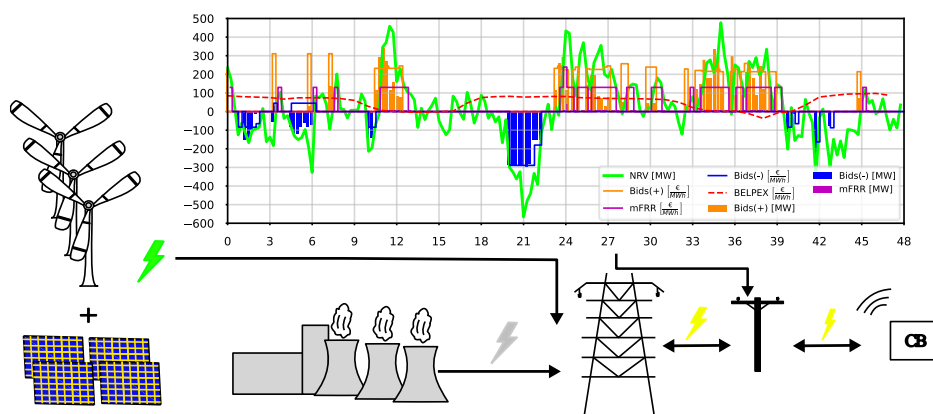 500
400
300
200
100
0
−100
−200
−300
−400
−500
−600
0 3 6 9 12 15 18 21 24 27 30 33 36 39 42 45 48
NRV [MW] Bids(-) [€/MWh] Bids(-) [MW]
Bids(+) [€/MWh] BELPEX [€/MWh] mFRR [MW]
mFRR [€/MWh] Bids(+) [MW]
+
CB